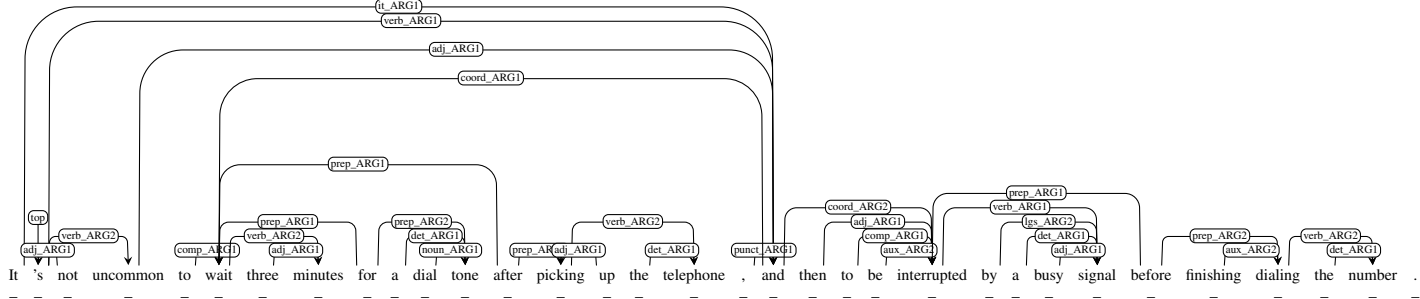 it_ARG1
verb_ARG1
adj_ARG1
coord_ARG1
prep_ARG1
prep_ARG1
top coord_ARG2 verb_ARG1
prep_ARG1 prep_ARG2 verb_ARG2 adj_ARG1 lgs_ARG2
verb_ARG2 verb_ARG2 det_ARG1 comp_ARG1 det_ARG1 prep_ARG2 verb_ARG2
adj_ARG1 comp_ARG1 adj_ARG1 noun_ARG1 adj_ARG1 det_ARG1 punct_ARG1 aux_ARG2 adj_ARG1 aux_ARG2 det_ARG1
It 's not uncommon to wait three minutes for a dial tone after picking up the telephone , and then to be interrupted by a busy signal before finishing dialing the number .
_ _ _ _ _ _ _ _ _ _ _ _ _ _ _ _ _ _ _ _ _ _ _ _ _ _ _ _ _ _ _ _ _